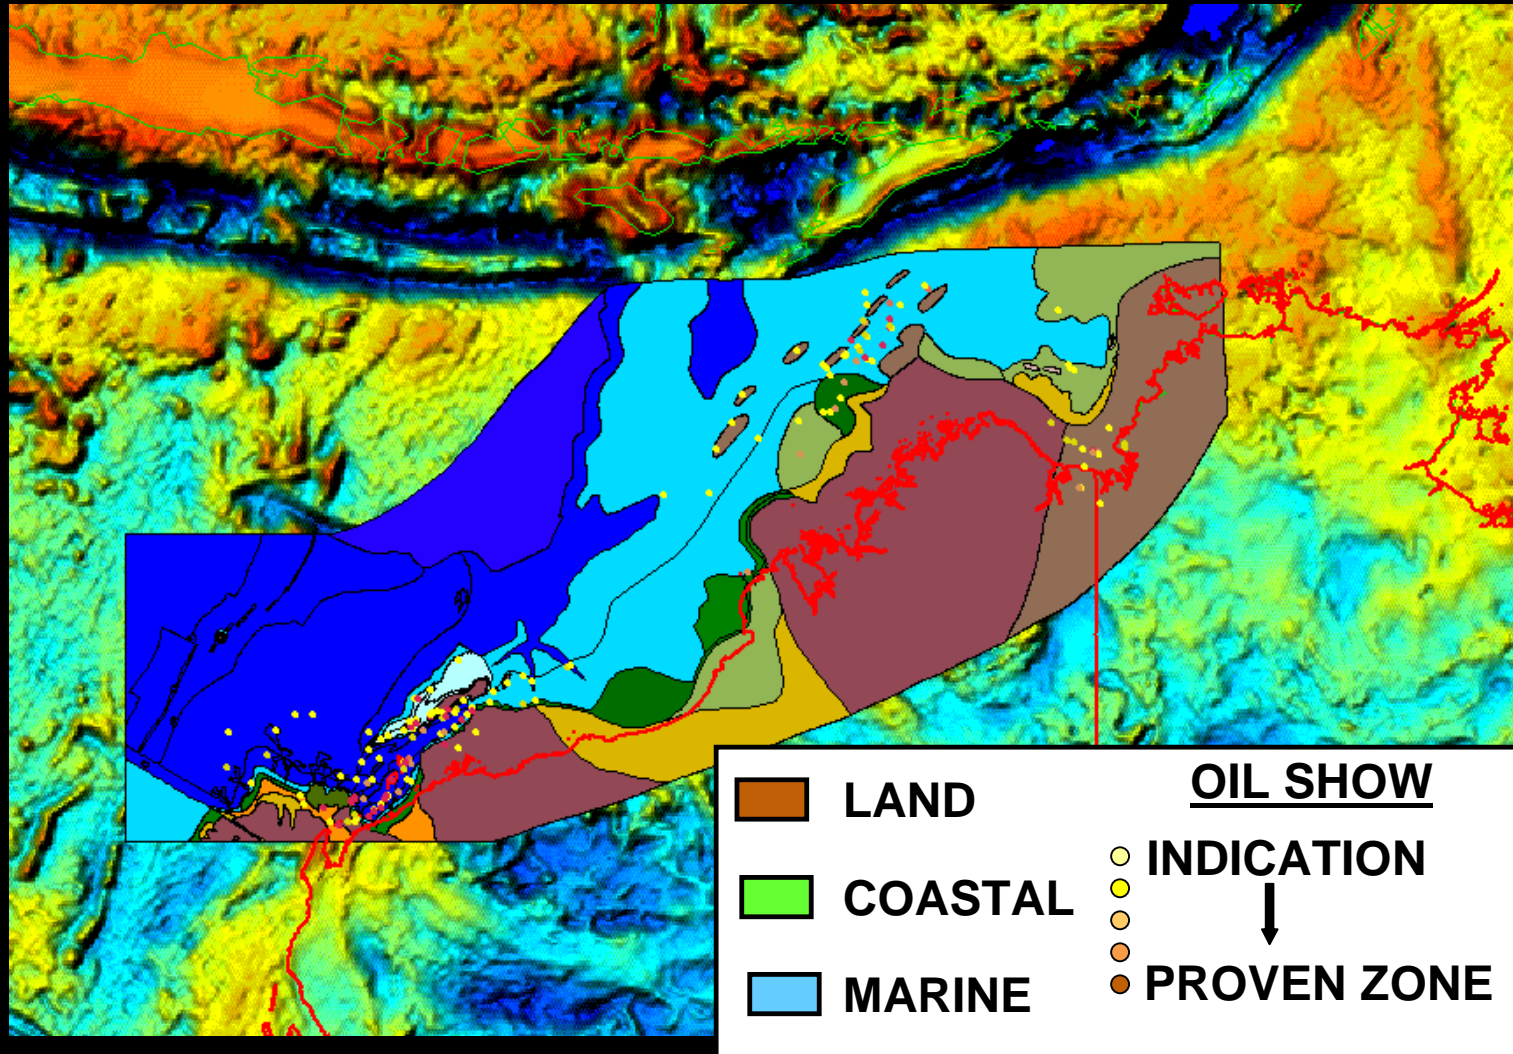 LAND
COASTAL
MARINE
OIL SHOW
INDICATION
PROVEN ZONE